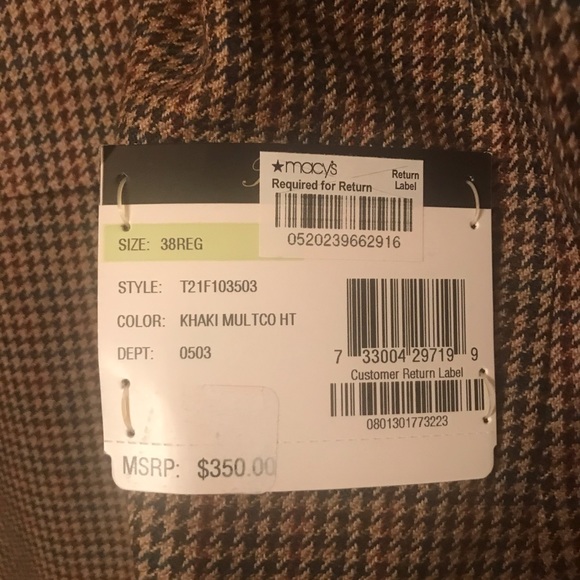 ★macy's
Required for Return
Return
Label
0520239662916
SIZE: 38REG
STYLE: T21F103503
COLOR: KHAKI MULTCO HT
DEPT: 0503
7 33004 29719 9
Customer Return Label
0801301773223
MSRP: $350.00